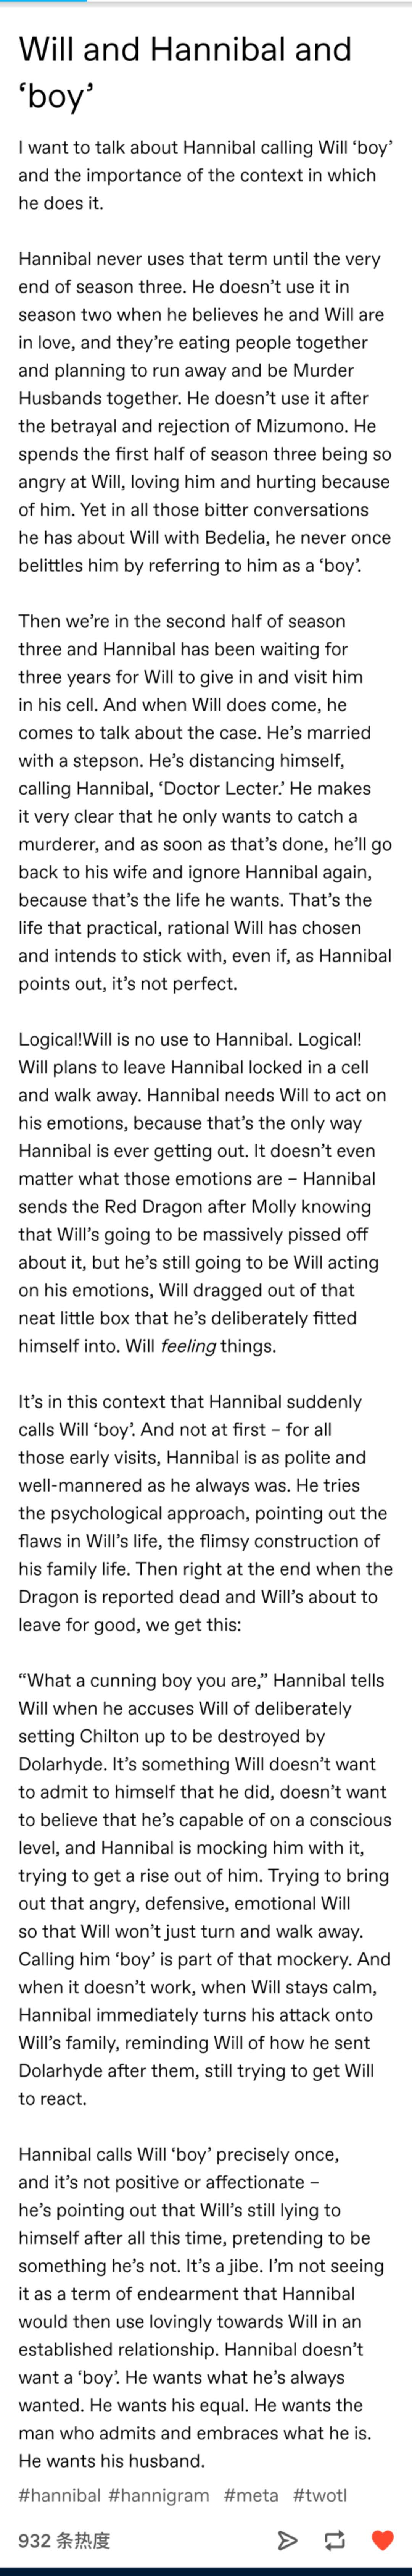 Will and Hannibal and
‘boy’
I want to talk about Hannibal calling Will ‘boy’
and the importance of the context in which
he does it.
Hannibal never uses that term until the very
end of season three. He doesn’t use it in
season two when he believes he and Will are
in love, and they’re eating people together
and planning to run away and be Murder
Husbands together. He doesn’t use it after
the betrayal and rejection of Mizumono. He
spends the first half of season three being so
angry at Will, loving him and hurting because
of him. Yet in all those bitter conversations
he has about Will with Bedelia, he never once
belittles him by referring to him as a ‘boy’.
Then we’re in the second half of season
three and Hannibal has been waiting for
three years for Will to give in and visit him
in his cell. And when Will does come, he
comes to talk about the case. He’s married
with a stepson. He’s distancing himself,
calling Hannibal, ‘Doctor Lecter.’ He makes
it very clear that he only wants to catch a
murderer, and as soon as that’s done, he’ll go
back to his wife and ignore Hannibal again,
because that’s the life he wants. That’s the
life that practical, rational Will has chosen
and intends to stick with, even if, as Hannibal
points out, it’s not perfect.
Logical!Will is no use to Hannibal. Logical!
Will plans to leave Hannibal locked in a cell
and walk away. Hannibal needs Will to act on
his emotions, because that’s the only way
Hannibal is ever getting out. It doesn’t even
matter what those emotions are – Hannibal
sends the Red Dragon after Molly knowing
that Will’s going to be massively pissed off
about it, but he’s still going to be Will acting
on his emotions, Will dragged out of that
neat little box that he’s deliberately fitted
himself into. Will feeling things.
It’s in this context that Hannibal suddenly
calls Will ‘boy’. And not at first – for all
those early visits, Hannibal is as polite and
well-mannered as he always was. He tries
the psychological approach, pointing out the
flaws in Will’s life, the flimsy construction of
his family life. Then right at the end when the
Dragon is reported dead and Will’s about to
leave for good, we get this:
“What a cunning boy you are,” Hannibal tells
Will when he accuses Will of deliberately
setting Chilton up to be destroyed by
Dolarhyde. It’s something Will doesn’t want
to admit to himself that he did, doesn’t want
to believe that he’s capable of on a conscious
level, and Hannibal is mocking him with it,
trying to get a rise out of him. Trying to bring
out that angry, defensive, emotional Will
so that Will won’t just turn and walk away.
Calling him ‘boy’ is part of that mockery. And
when it doesn’t work, when Will stays calm,
Hannibal immediately turns his attack onto
Will’s family, reminding Will of how he sent
Dolarhyde after them, still trying to get Will
to react.
Hannibal calls Will ‘boy’ precisely once,
and it’s not positive or affectionate –
he’s pointing out that Will’s still lying to
himself after all this time, pretending to be
something he’s not. It’s a jibe. I’m not seeing
it as a term of endearment that Hannibal
would then use lovingly towards Will in an
established relationship. Hannibal doesn’t
want a ‘boy’. He wants what he’s always
wanted. He wants his equal. He wants the
man who admits and embraces what he is.
He wants his husband.
#hannibal #hannigram #meta #twotl
932 条热度